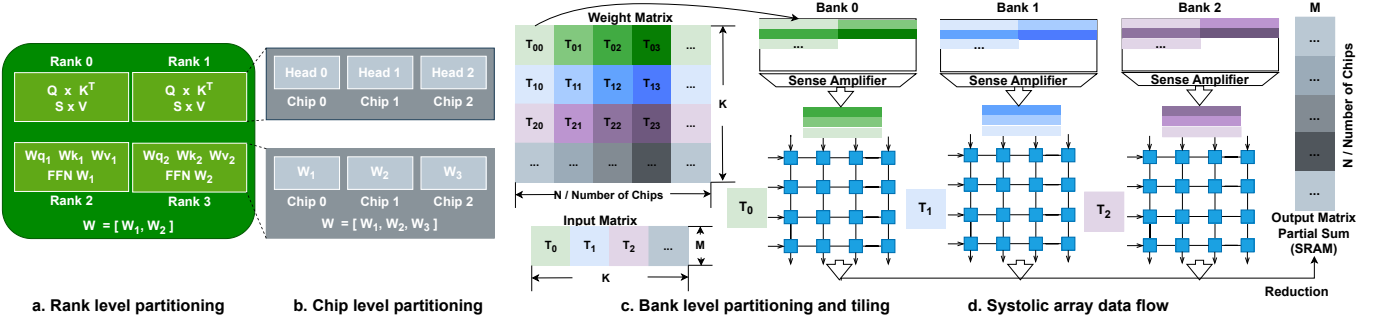 Rank 0
Rank 1
Q x K^T
S x V
Q x K^T
S x V
Wq₁ Wk₁ Wv₁
FFN W₁
Wq₂ Wk₂ Wv₂
FFN W₂
Rank 2
Rank 3
W = [ W₁, W₂ ]
a. Rank level partitioning
Head 0
Head 1
Head 2
Chip 0
Chip 1
Chip 2
W₁
W₂
W₃
Chip 0
Chip 1
Chip 2
W = [ W₁, W₂, W₃ ]
b. Chip level partitioning
Weight Matrix
T₀₀ T₀₁ T₀₂ T₀₃ ...
T₁₀ T₁₁ T₁₂ T₁₃ ...
T₂₀ T₂₁ T₂₂ T₂₃ ...
... ... ... ... ...
K
N / Number of Chips
Input Matrix
T₀ T₁ T₂ ...
M
K
Bank 0
...
Sense Amplifier
T₀
Bank 1
...
Sense Amplifier
T₁
Bank 2
...
Sense Amplifier
T₂
M
...
...
...
...
...
N / Number of Chips
Output Matrix
Partial Sum
(SRAM)
Reduction
c. Bank level partitioning and tiling
d. Systolic array data flow